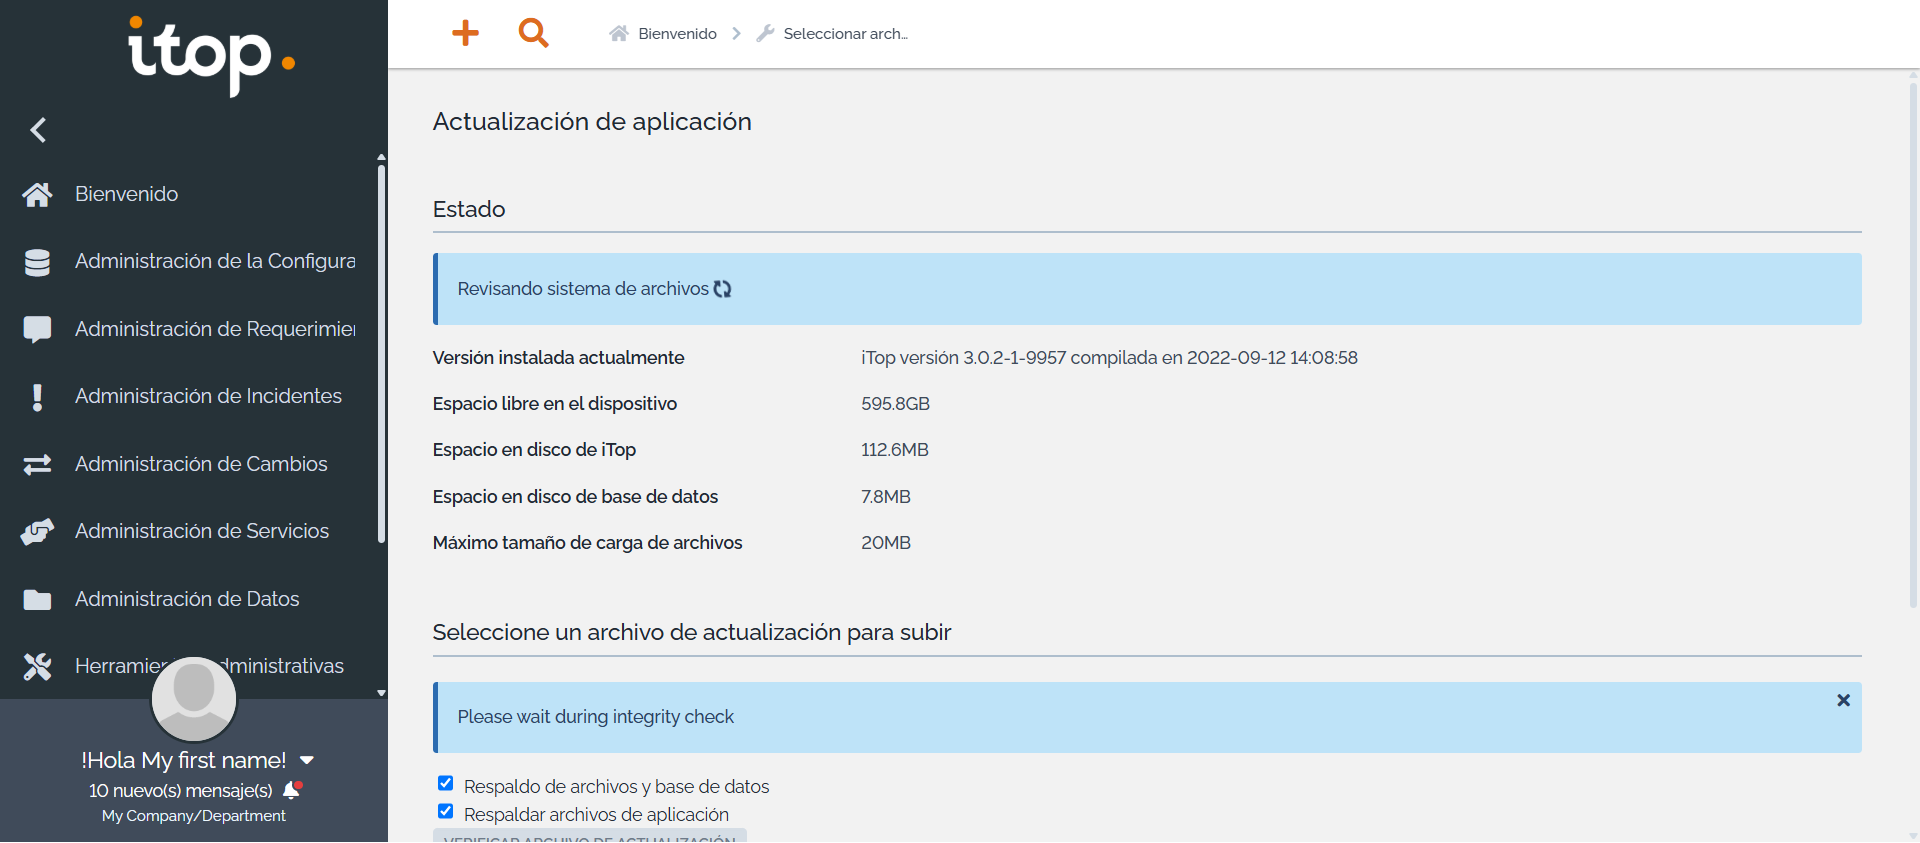 itop
Bienvenido
Seleccionar arch...
Bienvenido
Administración de la Configura
Administración de Requerimie
Administración de Incidentes
Administración de Cambios
Administración de Servicios
Administración de Datos
!Hola My first name!
10 nuevo(s) mensaje(s)
My Company/Department
Actualización de aplicación
Estado
Revisando sistema de archivos
Versión instalada actualmente iTop versión 3.0.2-1-9957 compilada en 2022-09-12 14:08:58
Espacio libre en el dispositivo 595.8GB
Espacio en disco de iTop 112.6MB
Espacio en disco de base de datos 7.8MB
Máximo tamaño de carga de archivos 20MB
Seleccione un archivo de actualización para subir
Please wait during integrity check
Respaldo de archivos y base de datos
Respaldar archivos de aplicación
VERIFICAR ARCHIVO DE ACTUALIZACIÓN